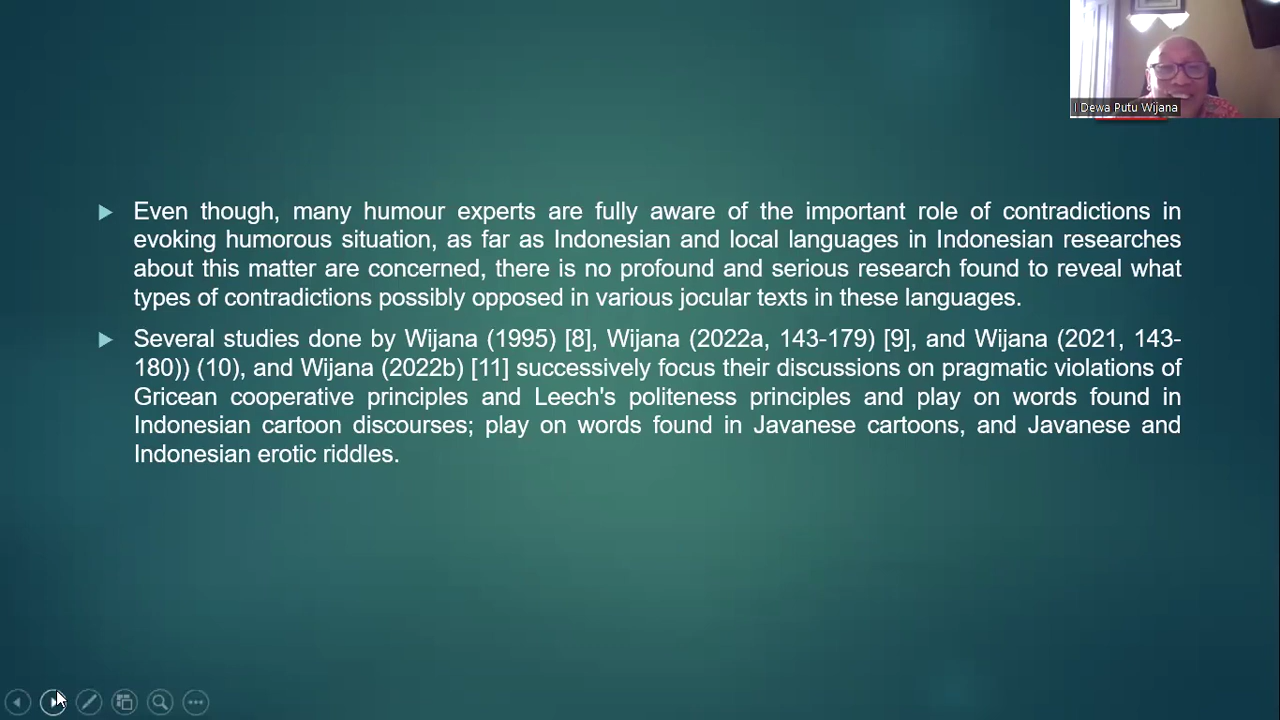 I Dewa Putu Wijana
Even though, many humour experts are fully aware of the important role of contradictions in
evoking humorous situation, as far as Indonesian and local languages in Indonesian researches
about this matter are concerned, there is no profound and serious research found to reveal what
types of contradictions possibly opposed in various jocular texts in these languages.
Several studies done by Wijana (1995) [8], Wijana (2022a, 143-179) [9], and Wijana (2021, 143-
180)) (10), and Wijana (2022b) [11] successively focus their discussions on pragmatic violations of
Gricean cooperative principles and Leech's politeness principles and play on words found in
Indonesian cartoon discourses; play on words found in Javanese cartoons, and Javanese and
Indonesian erotic riddles.